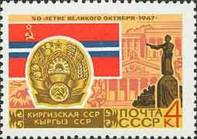 50-ЛЕТИЕ ВЕЛИКОГО ОКТЯБРЯ • 1967
КИРГИЗСКАЯ ССР
КЫРГЫЗ ССР
ПОЧТА
СССР
4